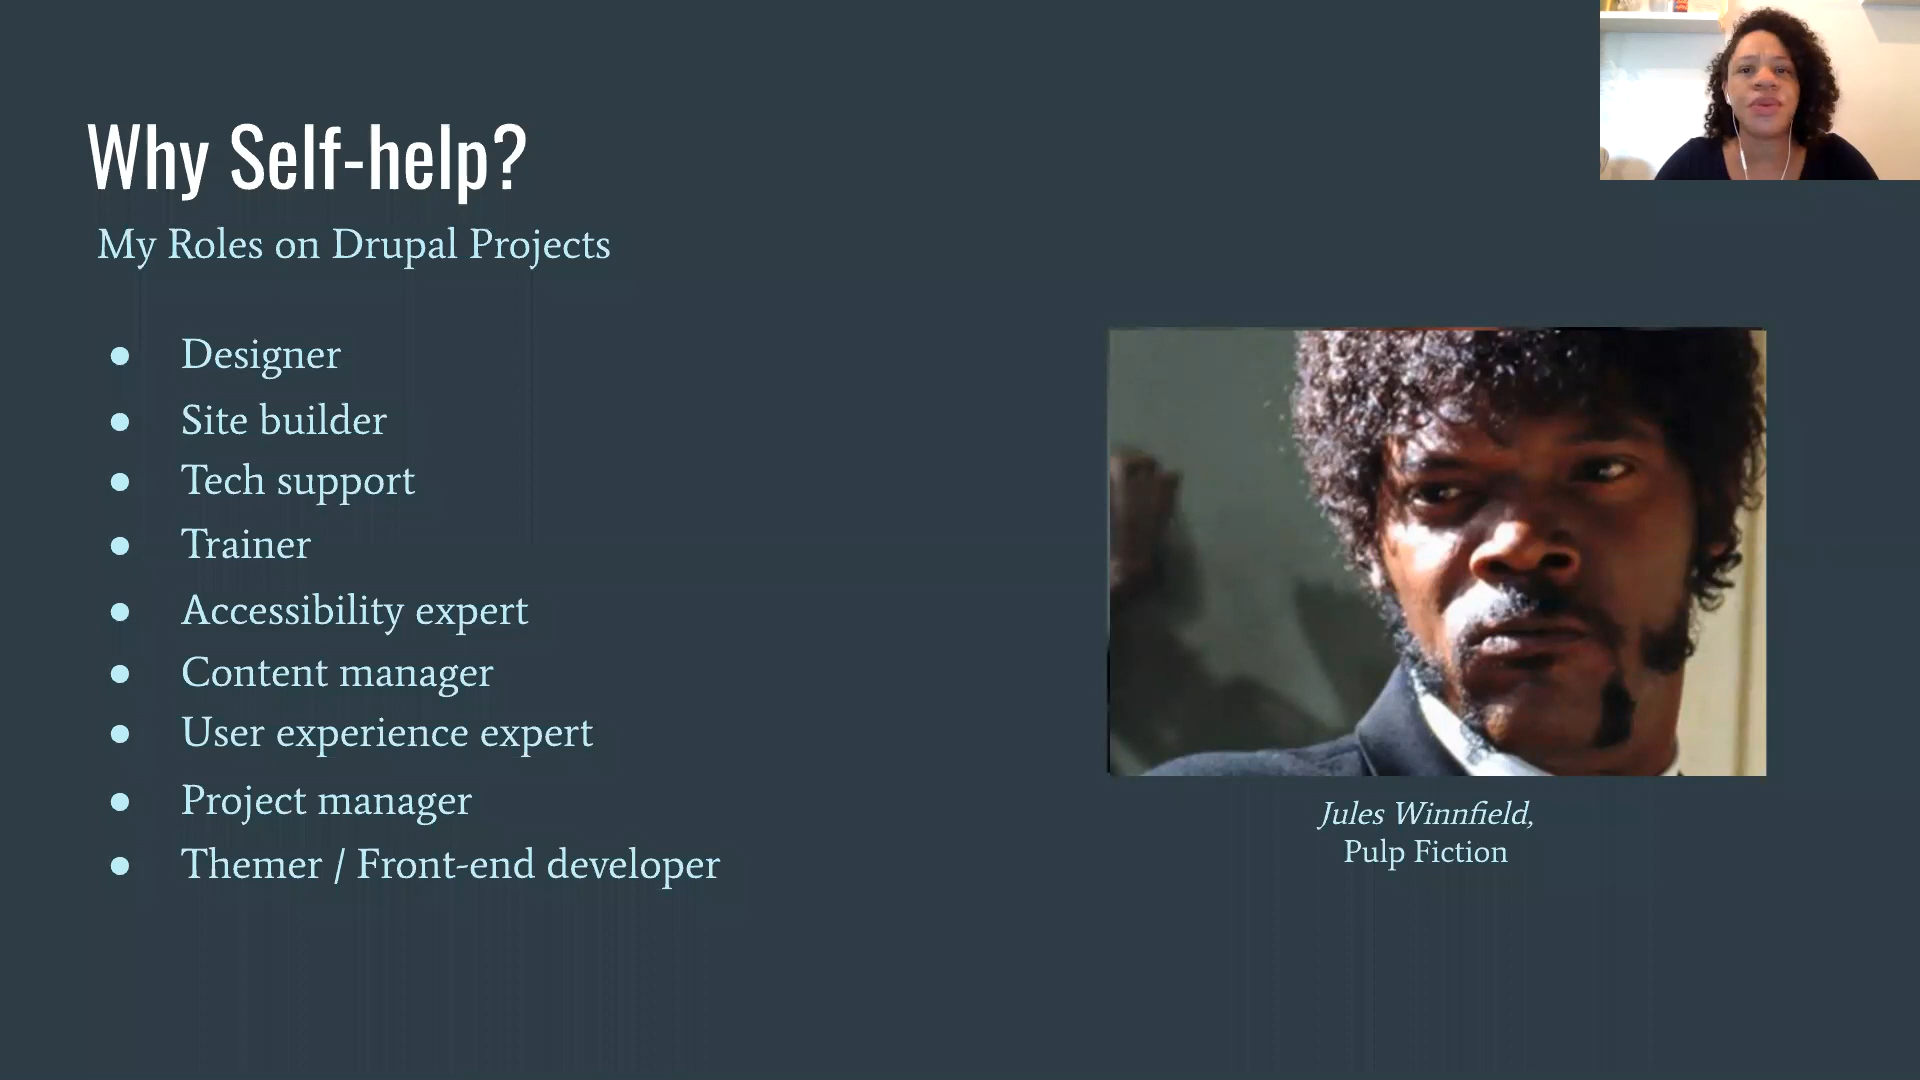 Why Self-help?
My Roles on Drupal Projects
● Designer
● Site builder
● Tech support
● Trainer
● Accessibility expert
● Content manager
● User experience expert
● Project manager
● Themer / Front-end developer
Jules Winnfield,
Pulp Fiction